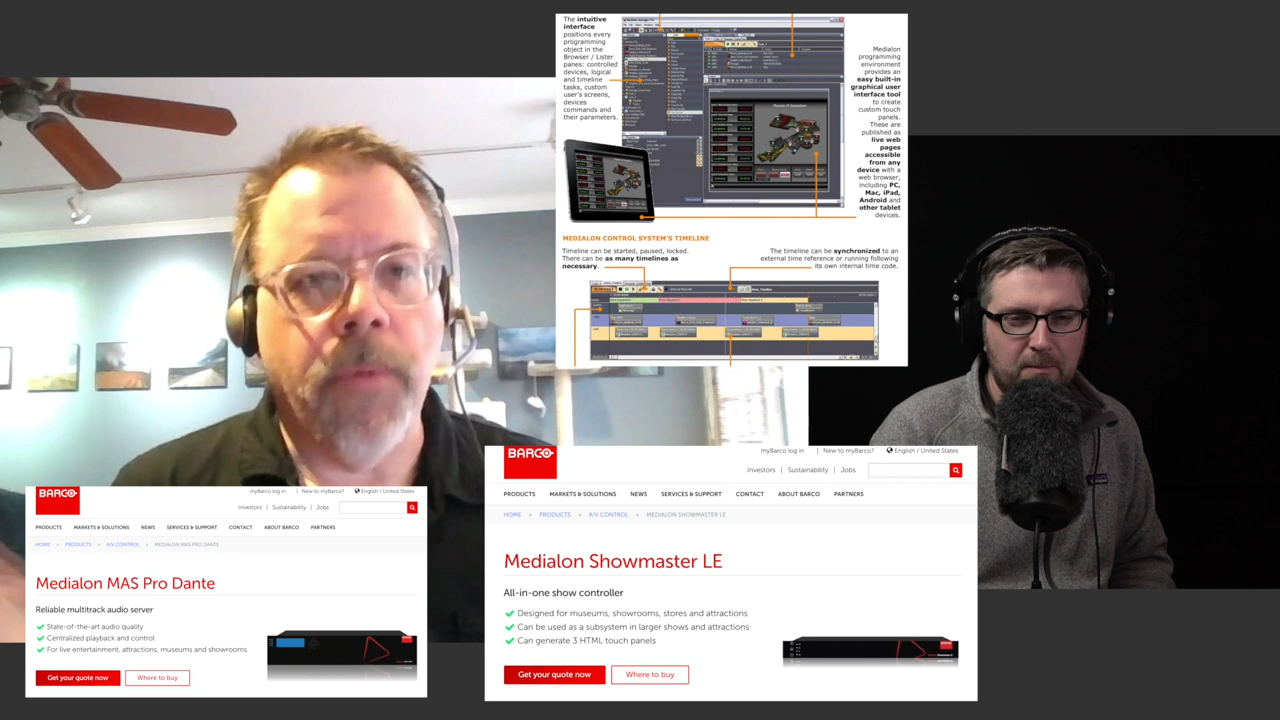 The intuitive
interface
positions every
programming
object in the
Browser / Lister
panes: controlled
devices, logical
and timeline
tasks, custom
user's screens,
devices
commands and
their parameters.
Medialon
programming
environment
provides an
easy built-in
graphical user
interface tool
to create
custom touch
panels.
These are
published as
live web
pages
accessible
from any
device with a
web browser,
including PC,
Mac, iPad,
Android and
other tablet
devices.
MEDIALON CONTROL SYSTEM'S TIMELINE
Timeline can be started, paused, locked.
There can be as many timelines as
necessary.
The timeline can be synchronized to an
external time reference or running following
its own internal time code.
BARCO
myBarco log in | New to myBarco? English / United States
Investors | Sustainability | Jobs
PRODUCTS MARKETS & SOLUTIONS NEWS SERVICES & SUPPORT CONTACT ABOUT BARCO PARTNERS
HOME > PRODUCTS > A/V CONTROL > MEDIALON MAS PRO DANTE
Medialon MAS Pro Dante
Reliable multitrack audio server
State-of-the-art audio quality
Centralized playback and control
For live entertainment, attractions, museums and showrooms
Get your quote now Where to buy
BARCO
myBarco log in | New to myBarco? English / United States
Investors | Sustainability | Jobs
PRODUCTS MARKETS & SOLUTIONS NEWS SERVICES & SUPPORT CONTACT ABOUT BARCO PARTNERS
HOME > PRODUCTS > A/V CONTROL > MEDIALON SHOWMASTER LE
Medialon Showmaster LE
All-in-one show controller
Designed for museums, showrooms, stores and attractions
Can be used as a subsystem in larger shows and attractions
Can generate 3 HTML touch panels
Get your quote now Where to buy